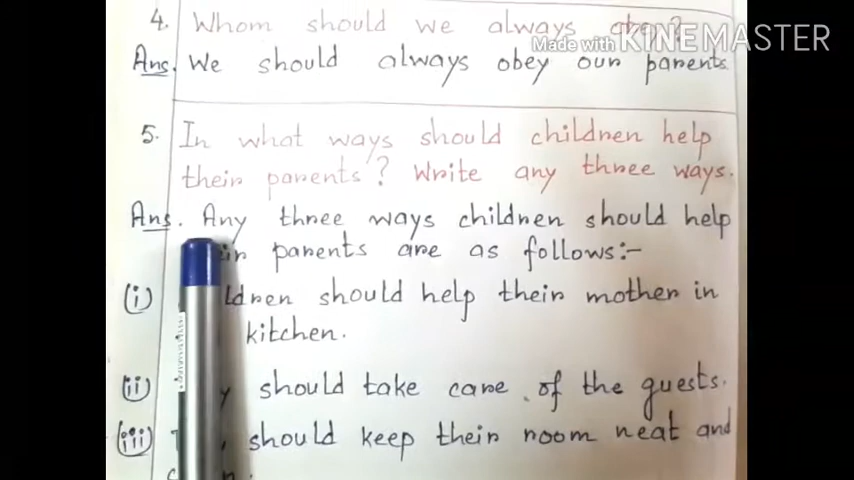 4. Whom should we always obey?
Made with KINEMASTER
Ans. We should always obey our parents.
5. In what ways should children help
their parents? Write any three ways.
Ans. Any three ways children should help
parents are as follows:-
(i) should help their mother in
kitchen.
(ii) should take care of the guests.
(iii) should keep their room neat and